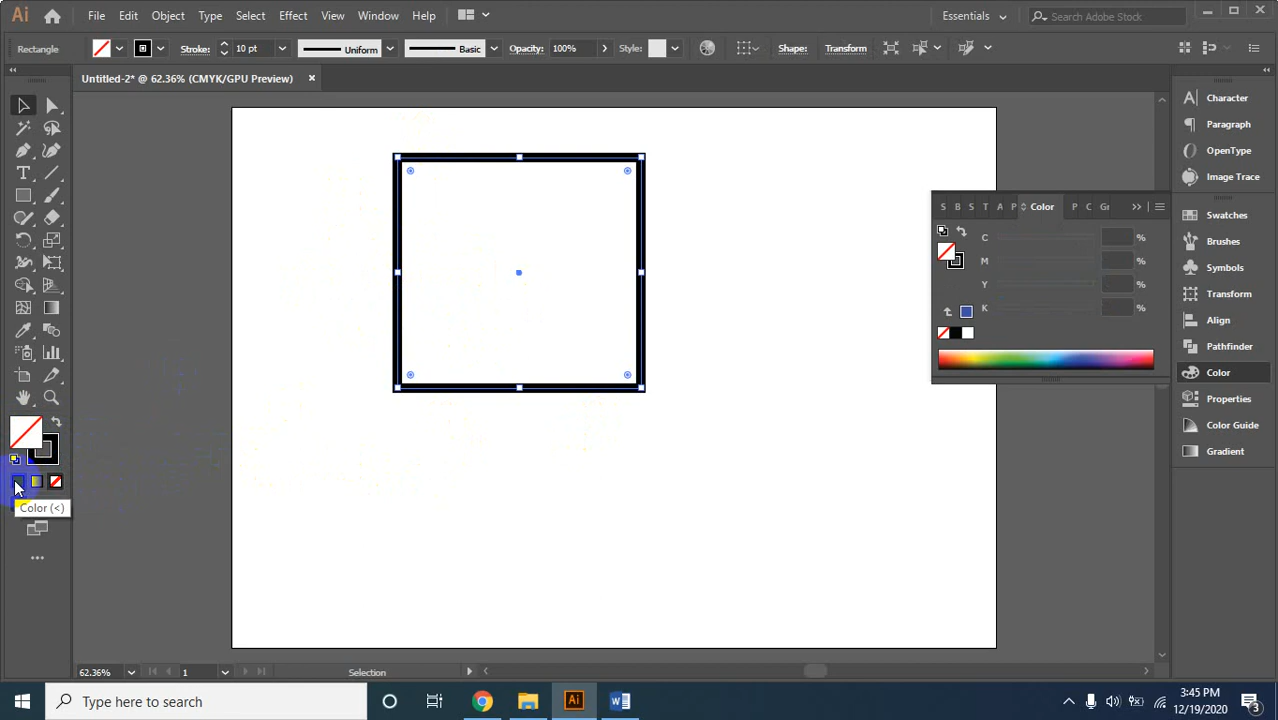 Ai File Edit Object Type Select Effect View Window Help Essentials Search Adobe Stock
Rectangle Stroke: 10 pt Uniform Basic Opacity: 100% Style: Shape: Transform
Untitled-2* @ 62.36% (CMYK/GPU Preview)
Character
Paragraph
OpenType
Image Trace
Swatches
Brushes
Symbols
Transform
Align
Pathfinder
Color
Properties
Color Guide
Gradient
S B S T A P Color P C Gr
C %
M %
Y %
K %
Color (<)
62.36% 1 Selection
Type here to search
Ai
W
3:45 PM
12/19/2020
3